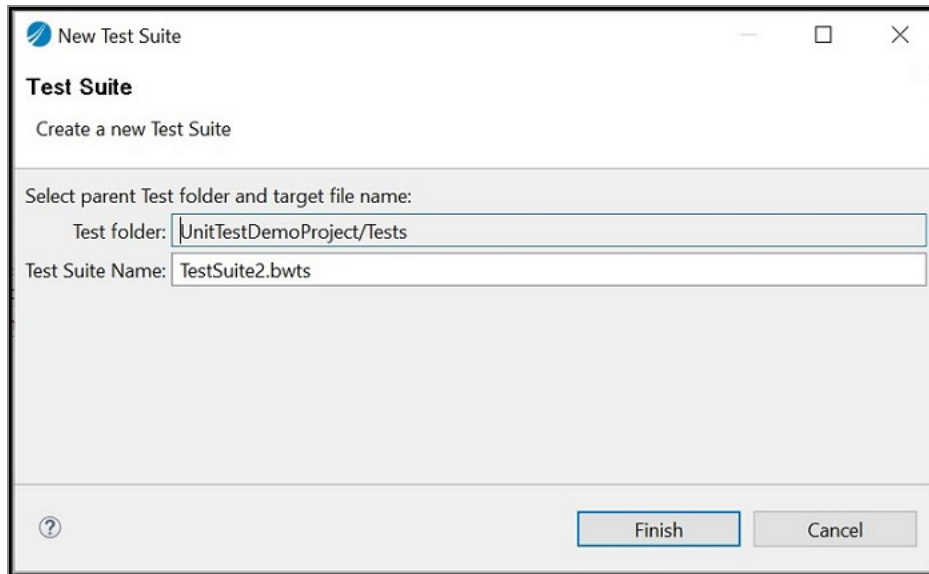 New Test Suite
Test Suite
Create a new Test Suite
Select parent Test folder and target file name:
Test folder: UnitTestDemoProject/Tests
Test Suite Name: TestSuite2.bwts
?
Finish Cancel